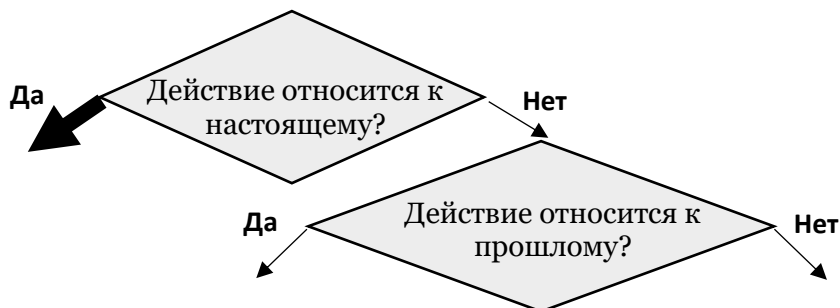 Да
Действие относится к
настоящему?
Нет
Да
Действие относится к
прошлому?
Нет